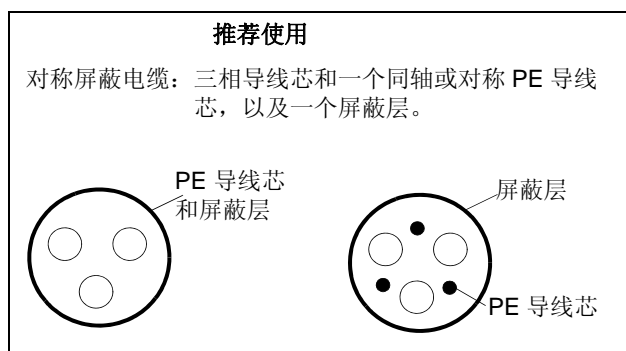 推荐使用
对称屏蔽电缆：三相导线芯和一个同轴或对称 PE 导线
芯，以及一个屏蔽层。
PE 导线芯
和屏蔽层
屏蔽层
PE 导线芯